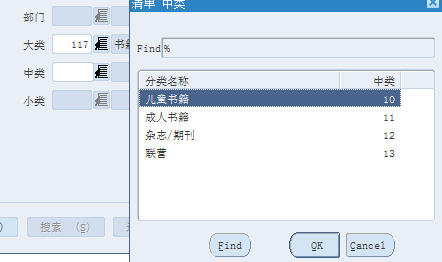 部门
大类 117 书籍
中类
小类
搜索 (S)
清单 中类
Find %
分类名称 中类
儿童书籍 10
成人书籍 11
杂志/期刊 12
联营 13
Find OK Cancel